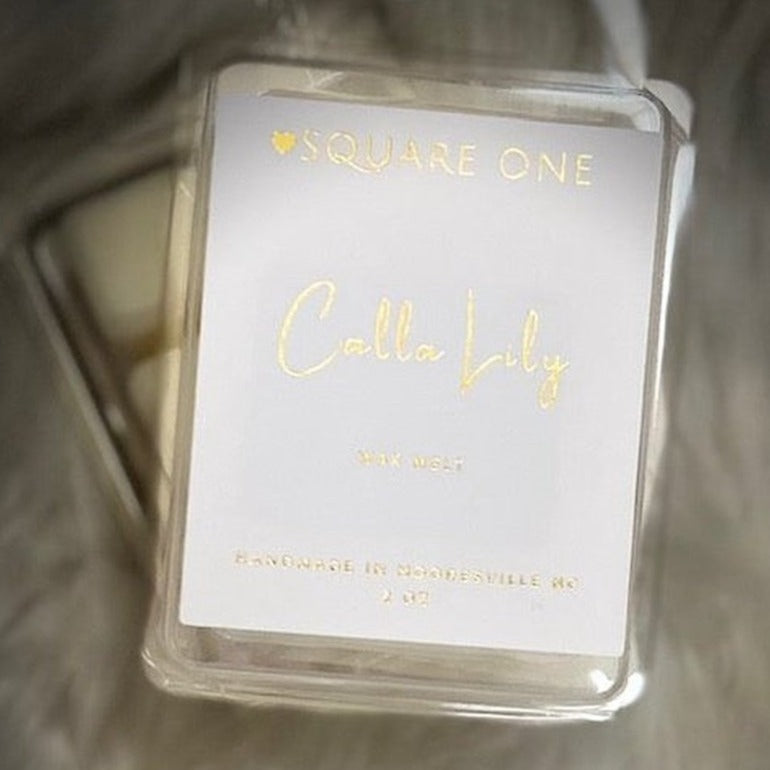 SQUARE ONE
Calla Lily
WAX MELT
HANDMADE IN MOORESVILLE NC
2 OZ